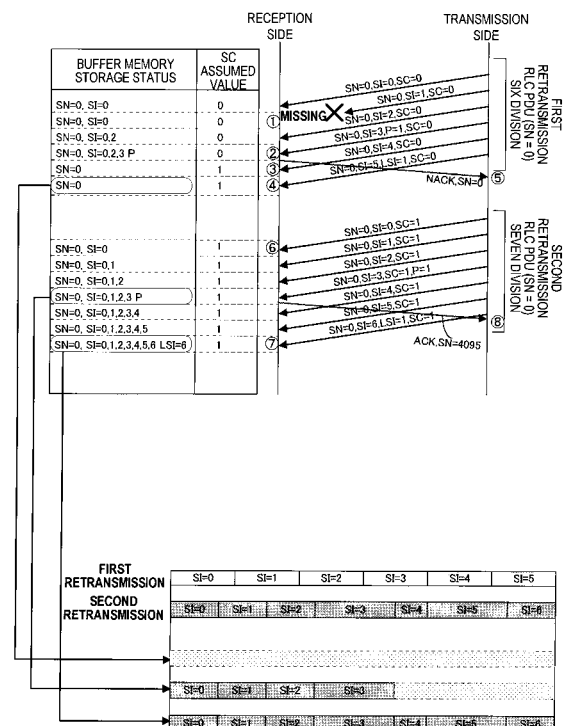 RECEPTION SIDE
TRANSMISSION SIDE
BUFFER MEMORY STORAGE STATUS
SC ASSUMED VALUE
SN=0, SI=0
0
SN=0, SI=0
0
①
SN=0, SI=0,2
0
SN=0, SI=0,2,3 P
0
②
SN=0
1
③
SN=0
1
④
MISSING
SN=0,SI=0,SC=0
SN=0,SI=1,SC=0
SN=0,SI=2,SC=0
SN=0,SI=3,P=1,SC=0
SN=0,SI=4,SC=0
SN=0,SI=5,LSI=1,SC=0
NACK,SN=0
⑤
FIRST RETRANSMISSION RLC PDU (SN = 0) SIX DIVISION
SN=0, SI=0
1
⑥
SN=0, SI=0,1
1
SN=0, SI=0,1,2
1
SN=0, SI=0,1,2,3 P
1
SN=0, SI=0,1,2,3,4
1
SN=0, SI=0,1,2,3,4,5
1
SN=0, SI=0,1,2,3,4,5,6 LSI=6
1
⑦
SN=0,SI=0,SC=1
SN=0,SI=1,SC=1
SN=0,SI=2,SC=1
SN=0,SI=3,SC=1,P=1
SN=0,SI=4,SC=1
SN=0,SI=5,SC=1
SN=0,SI=6,LSI=1,SC=1
ACK,SN=4095
⑧
SECOND RETRANSMISSION RLC PDU (SN = 0) SEVEN DIVISION
FIRST RETRANSMISSION
SI=0 SI=1 SI=2 SI=3 SI=4 SI=5
SECOND RETRANSMISSION
SI=0 SI=1 SI=2 SI=3 SI=4 SI=5 SI=6
SI=0 SI=1 SI=2 SI=3
SI=0 SI=1 SI=2 SI=3 SI=4 SI=5 SI=6